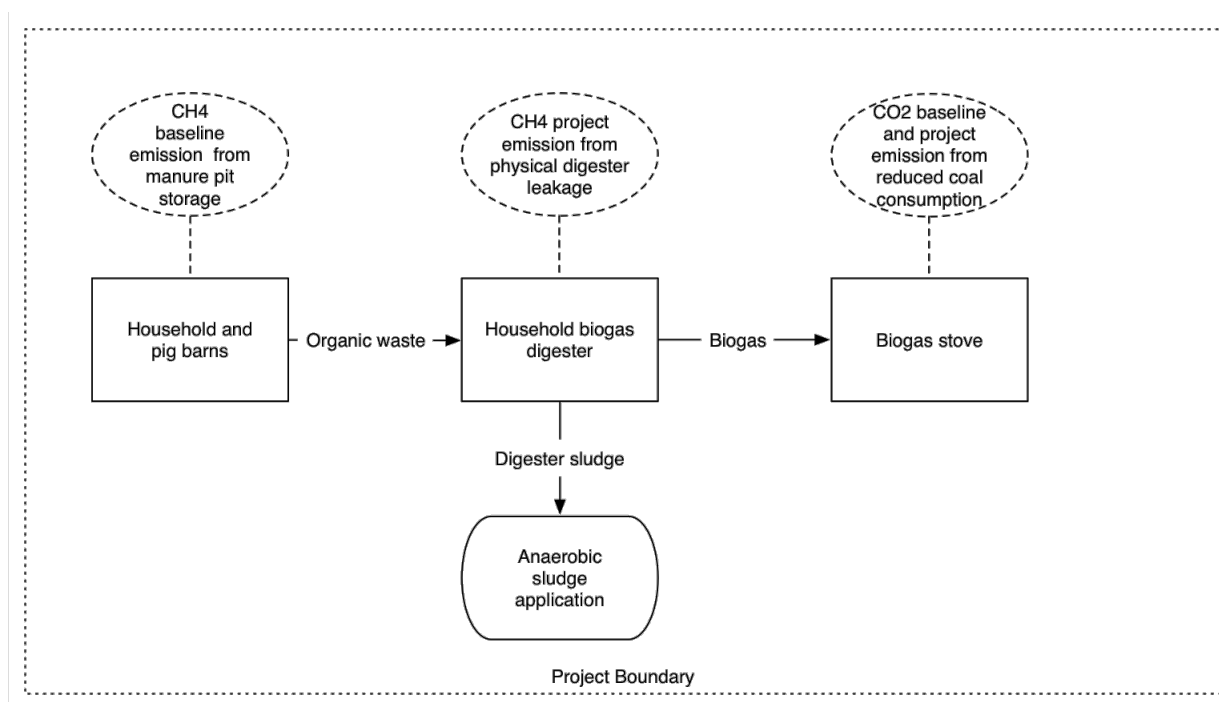 CH4
baseline
emission from
manure pit
storage
CH4 project
emission from
physical digester
leakage
CO2 baseline
and project
emission from
reduced coal
consumption
Household and
pig barns
Organic waste
Household biogas
digester
Biogas
Biogas stove
Digester sludge
Anaerobic
sludge
application
Project Boundary